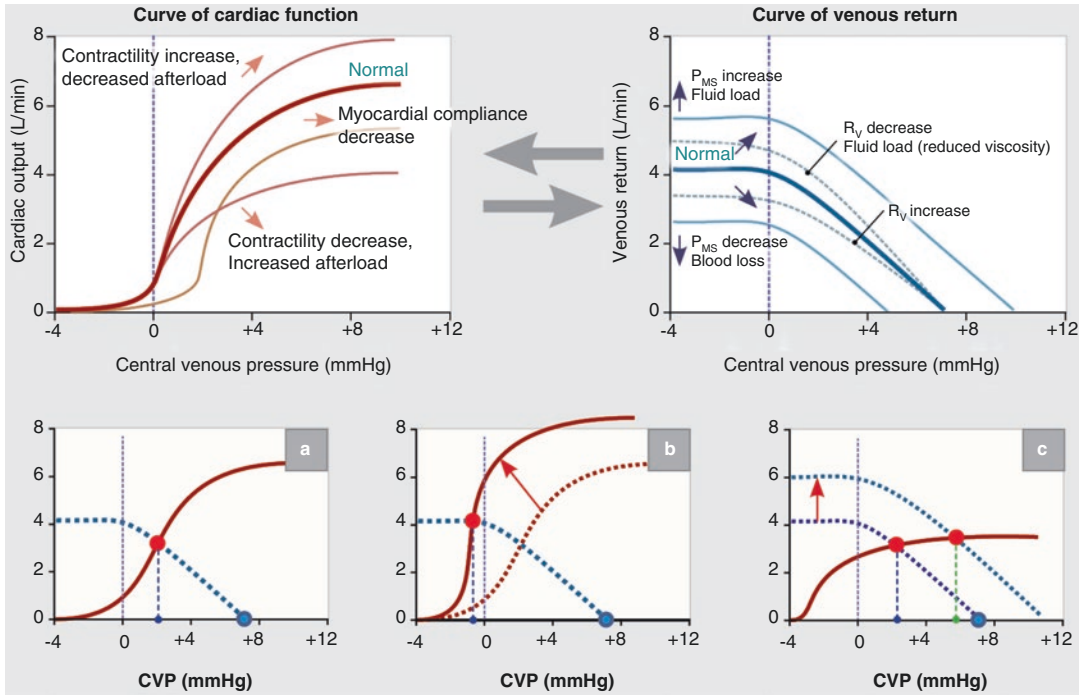 Curve of cardiac function
Cardiac output (L/min)
8
6
4
2
0
Contractility increase,
decreased afterload
Normal
Myocardial compliance
decrease
Contractility decrease,
Increased afterload
-4
0
+4
+8
+12
Central venous pressure (mmHg)
Curve of venous return
Venous return (L/min)
8
6
4
2
0
PMS increase
Fluid load
RV decrease
Fluid load (reduced viscosity)
Normal
RV increase
PMS decrease
Blood loss
-4
0
+4
+8
+12
Central venous pressure (mmHg)
a
8
6
4
2
0
-4
0
+4
+8
+12
CVP (mmHg)
b
8
6
4
2
0
-4
0
+4
+8
+12
CVP (mmHg)
c
8
6
4
2
0
-4
0
+4
+8
+12
CVP (mmHg)